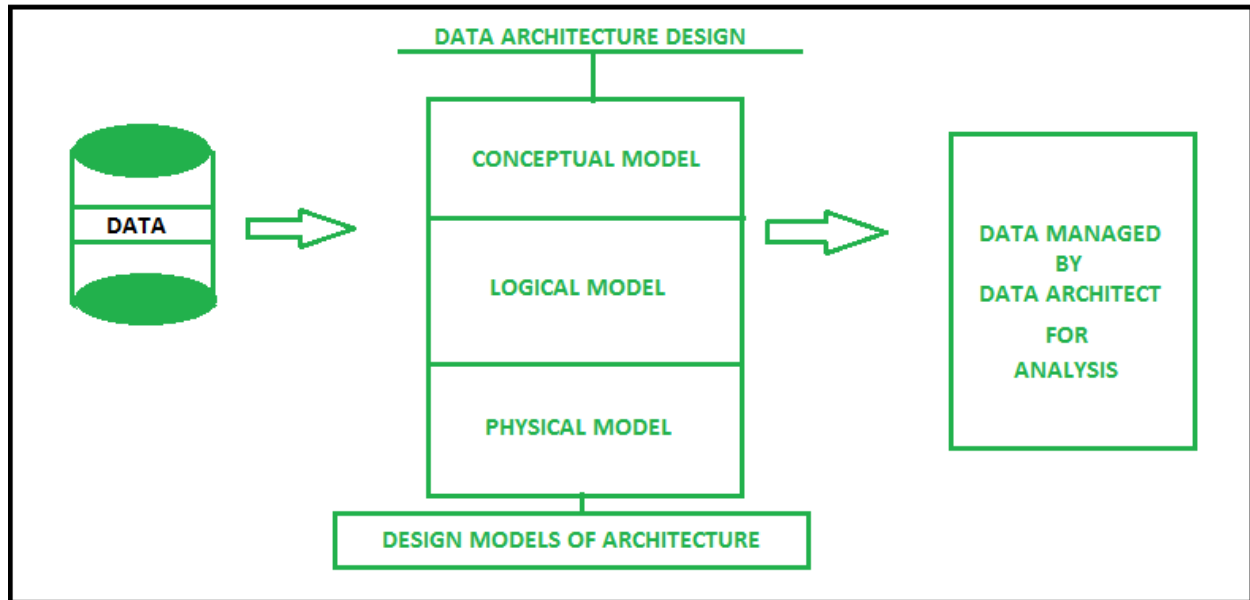 DATA ARCHITECTURE DESIGN
DATA
CONCEPTUAL MODEL
LOGICAL MODEL
PHYSICAL MODEL
DESIGN MODELS OF ARCHITECTURE
DATA MANAGED
BY
DATA ARCHITECT
FOR
ANALYSIS